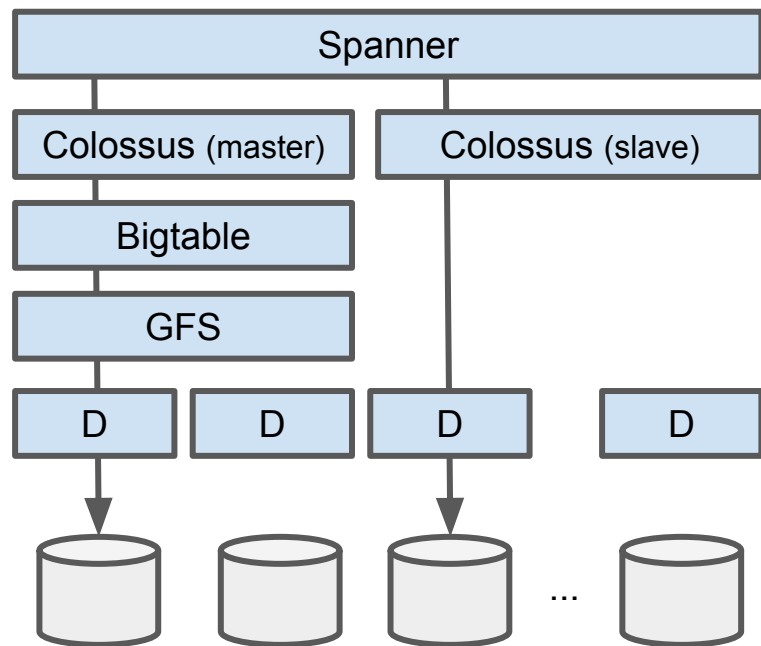 Spanner
Colossus (master) Colossus (slave)
Bigtable
GFS
D D D D
...